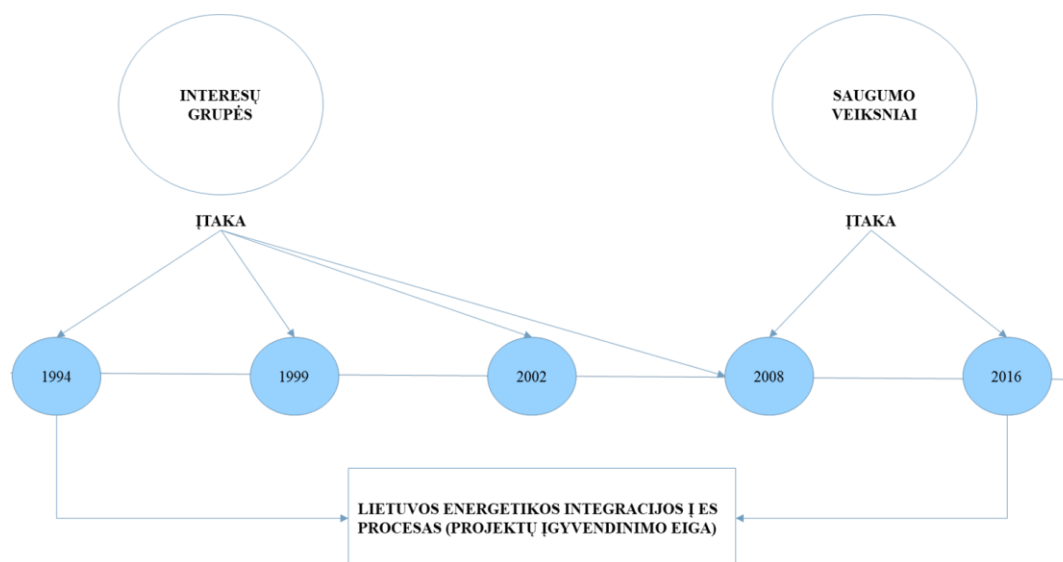 INTERESŲ
GRUPĖS
SAUGUMO
VEIKSNIAI
ĮTAKA
ĮTAKA
1994
1999
2002
2008
2016
LIETUVOS ENERGETIKOS INTEGRACIJOS Į ES
PROCESAS (PROJEKTŲ ĮGYVENDINIMO EIGA)